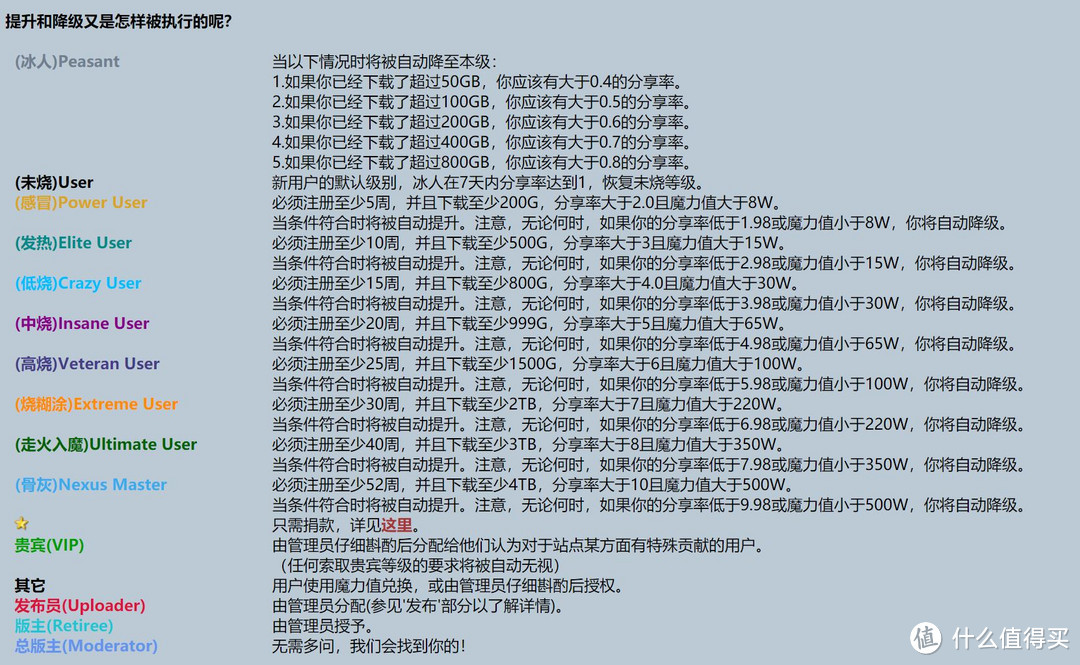 提升和降级又是怎样被执行的呢?
(冰人)Peasant 当以下情况时将被自动降至本级:
1.如果你已经下载了超过50GB，你应该有大于0.4的分享率。
2.如果你已经下载了超过100GB，你应该有大于0.5的分享率。
3.如果你已经下载了超过200GB，你应该有大于0.6的分享率。
4.如果你已经下载了超过400GB，你应该有大于0.7的分享率。
5.如果你已经下载了超过800GB，你应该有大于0.8的分享率。
(未烧)User 新用户的默认级别，冰人在7天内分享率达到1，恢复未烧等级。
(感冒)Power User 必须注册至少5周，并且下载至少200G，分享率大于2.0且魔力值大于8W。
当条件符合时将被自动提升。注意，无论何时，如果你的分享率低于1.98或魔力值小于8W，你将自动降级。
(发热)Elite User 必须注册至少10周，并且下载至少500G，分享率大于3且魔力值大于15W。
当条件符合时将被自动提升。注意，无论何时，如果你的分享率低于2.98或魔力值小于15W，你将自动降级。
(低烧)Crazy User 必须注册至少15周，并且下载至少800G，分享率大于4.0且魔力值大于30W。
当条件符合时将被自动提升。注意，无论何时，如果你的分享率低于3.98或魔力值小于30W，你将自动降级。
(中烧)Insane User 必须注册至少20周，并且下载至少999G，分享率大于5且魔力值大于65W。
当条件符合时将被自动提升。注意，无论何时，如果你的分享率低于4.98或魔力值小于65W，你将自动降级。
(高烧)Veteran User 必须注册至少25周，并且下载至少1500G，分享率大于6且魔力值大于100W。
当条件符合时将被自动提升。注意，无论何时，如果你的分享率低于5.98或魔力值小于100W，你将自动降级。
(烧糊涂)Extreme User 必须注册至少30周，并且下载至少2TB，分享率大于7且魔力值大于220W。
当条件符合时将被自动提升。注意，无论何时，如果你的分享率低于6.98或魔力值小于220W，你将自动降级。
(走火入魔)Ultimate User 必须注册至少40周，并且下载至少3TB，分享率大于8且魔力值大于350W。
当条件符合时将被自动提升。注意，无论何时，如果你的分享率低于7.98或魔力值小于350W，你将自动降级。
(骨灰)Nexus Master 必须注册至少52周，并且下载至少4TB，分享率大于10且魔力值大于500W。
当条件符合时将被自动提升。注意，无论何时，如果你的分享率低于9.98或魔力值小于500W，你将自动降级。
只需捐款，详见这里。
贵宾(VIP) 由管理员仔细斟酌后分配给他们认为对于站点某方面有特殊贡献的用户。
（任何索取贵宾等级的要求将被自动无视）
其它 用户使用魔力值兑换，或由管理员仔细斟酌后授权。
发布员(Uploader) 由管理员分配(参见'发布'部分以了解详情)。
版主(Retiree) 由管理员授予。
总版主(Moderator) 无需多问，我们会找到你的!
值 什么值得买